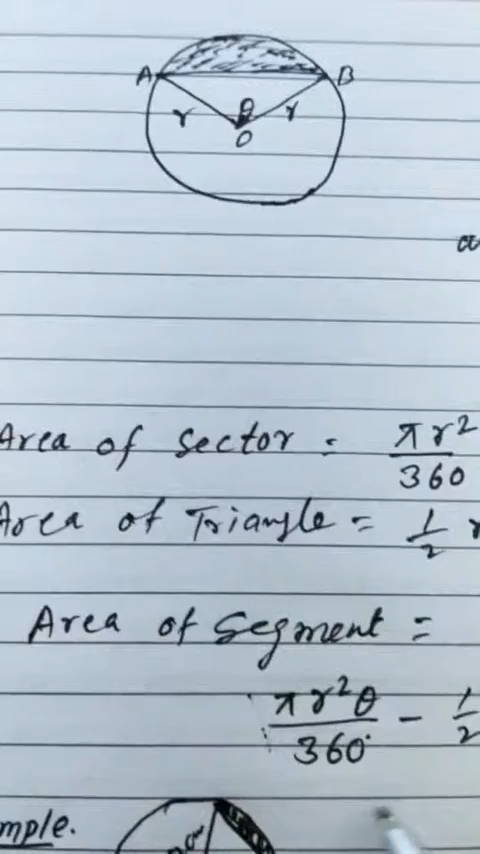 A B
r θ r
O
Area of Sector = πr²/360
Area of Triangle = 1/2 r
Area of Segment =
πr²θ/360° - 1/2
mple.